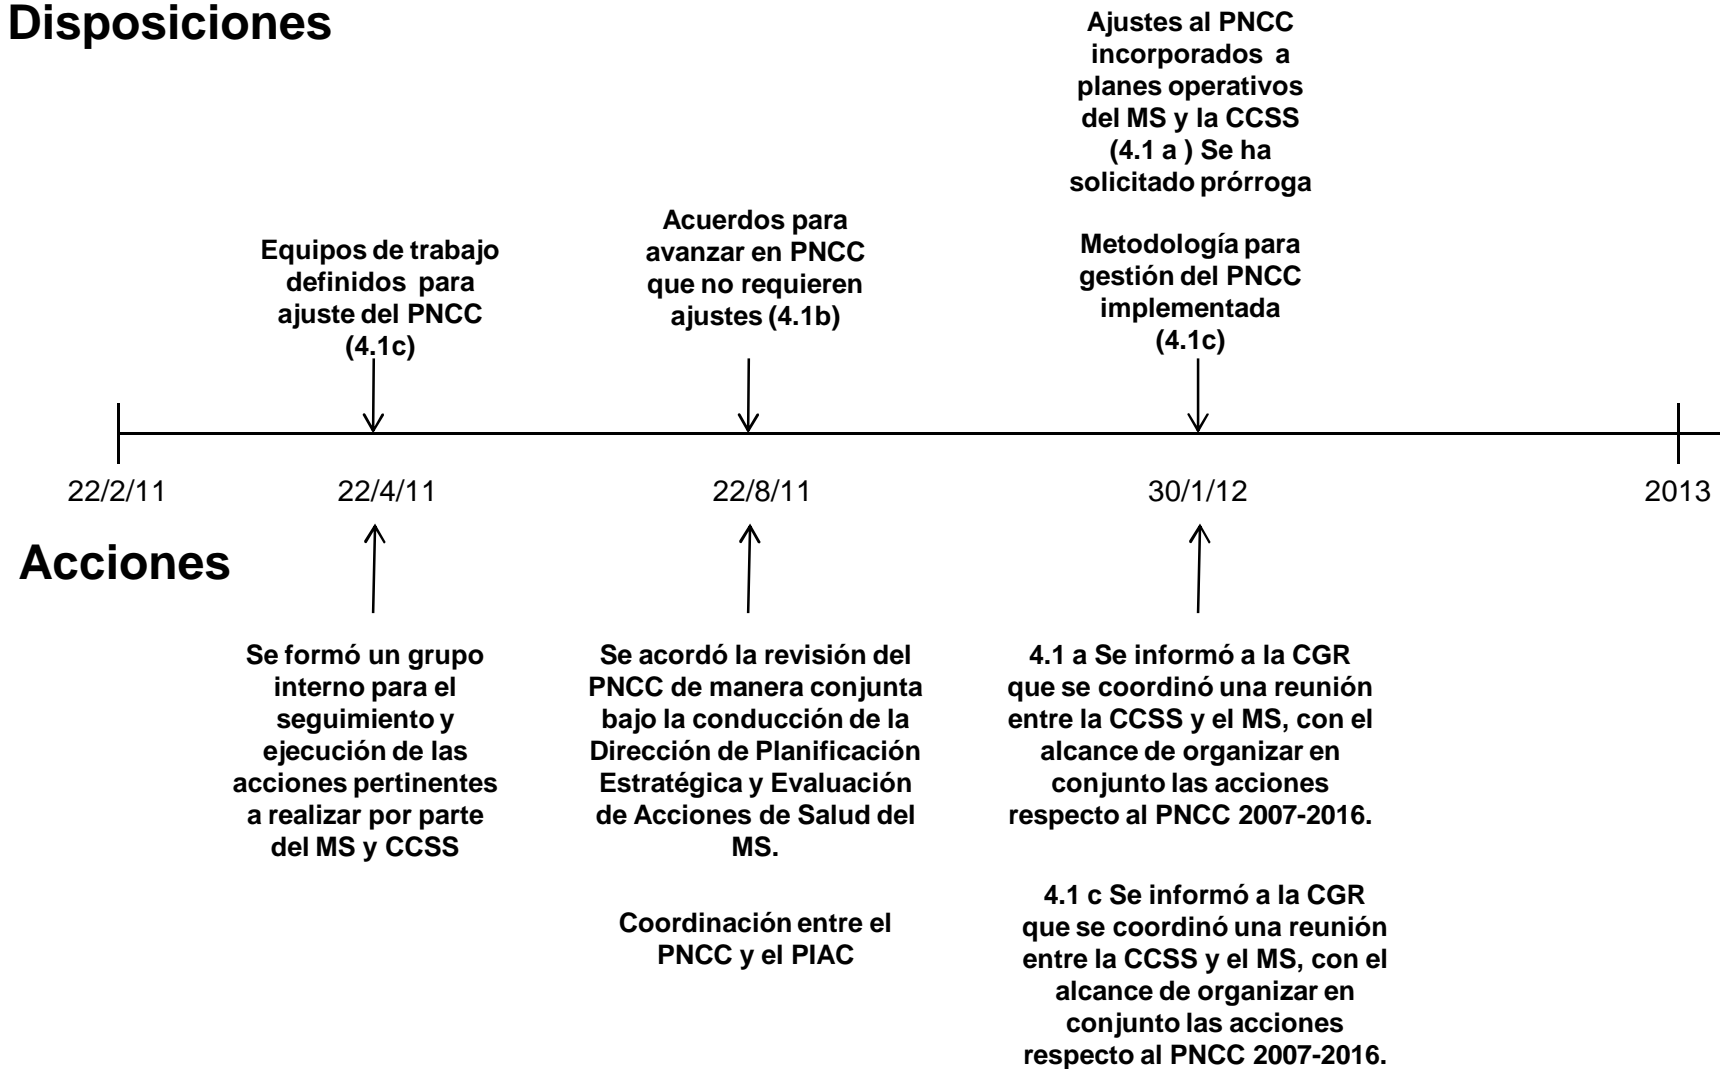 Disposiciones
Equipos de trabajo
definidos para
ajuste del PNCC
(4.1c)
Acuerdos para
avanzar en PNCC
que no requieren
ajustes (4.1b)
Ajustes al PNCC
incorporados a
planes operativos
del MS y la CCSS
(4.1 a ) Se ha
solicitado prórroga
Metodología para
gestión del PNCC
implementada
(4.1c)
22/2/11
22/4/11
22/8/11
30/1/12
2013
Acciones
Se formó un grupo
interno para el
seguimiento y
ejecución de las
acciones pertinentes
a realizar por parte
del MS y CCSS
Se acordó la revisión del
PNCC de manera conjunta
bajo la conducción de la
Dirección de Planificación
Estratégica y Evaluación
de Acciones de Salud del
MS.
Coordinación entre el
PNCC y el PIAC
4.1 a Se informó a la CGR
que se coordinó una reunión
entre la CCSS y el MS, con el
alcance de organizar en
conjunto las acciones
respecto al PNCC 2007-2016.
4.1 c Se informó a la CGR
que se coordinó una reunión
entre la CCSS y el MS, con el
alcance de organizar en
conjunto las acciones
respecto al PNCC 2007-2016.